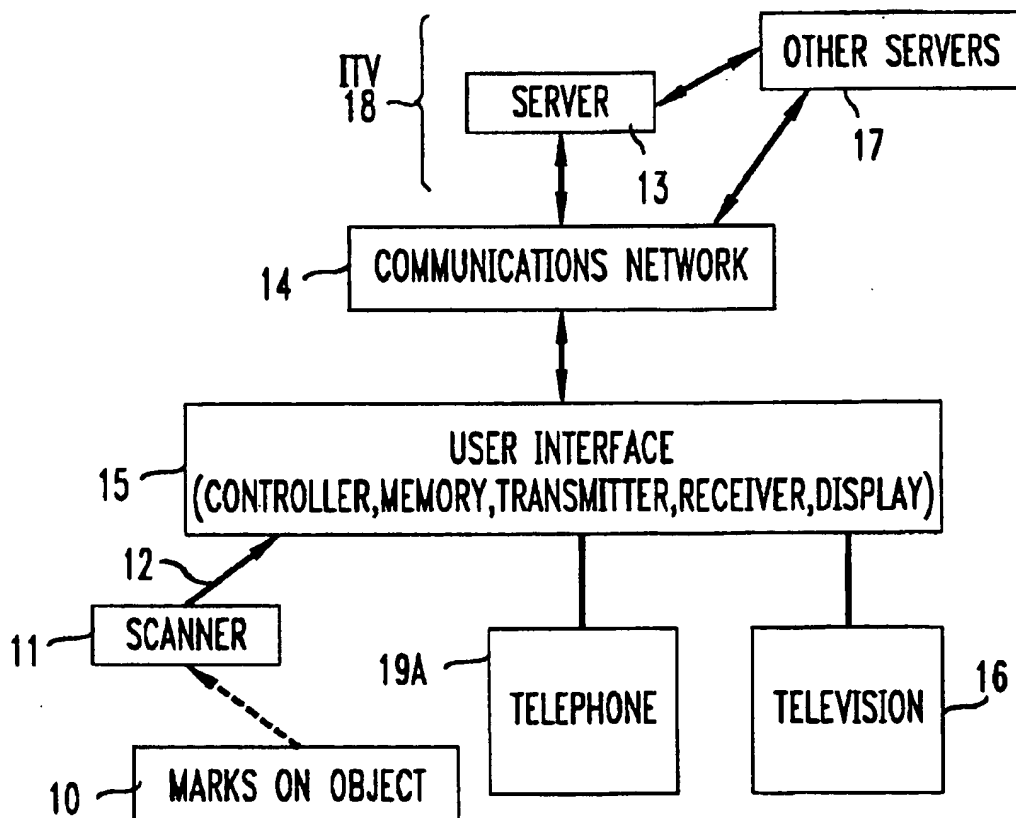 ITV
18
SERVER
13
OTHER SERVERS
17
COMMUNICATIONS NETWORK
14
USER INTERFACE
(CONTROLLER,MEMORY,TRANSMITTER,RECEIVER,DISPLAY)
15
12
SCANNER
11
19A
TELEPHONE
TELEVISION
16
MARKS ON OBJECT
10